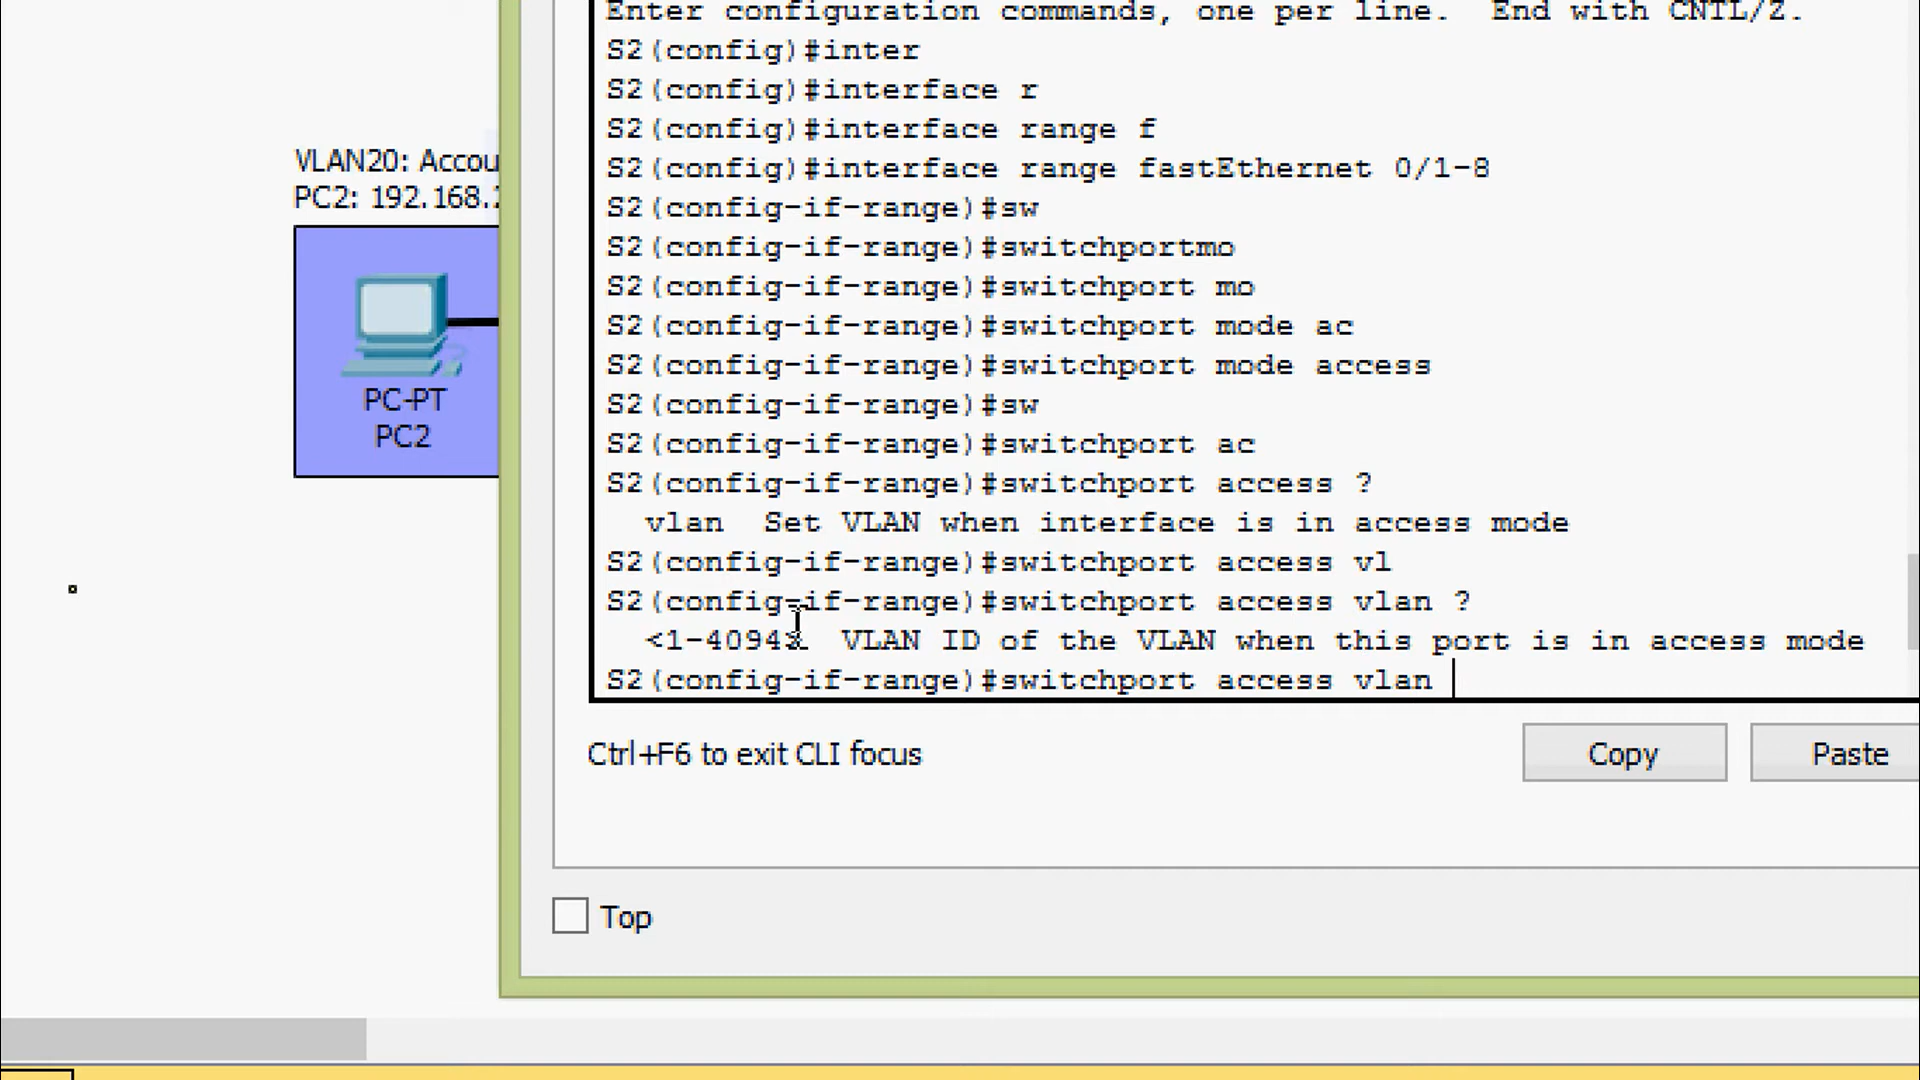 Enter configuration commands, one per line.  End with CNTL/Z.
S2(config)#inter
S2(config)#interface r
S2(config)#interface range f
S2(config)#interface range fastEthernet 0/1-8
S2(config-if-range)#sw
S2(config-if-range)#switchportmo
S2(config-if-range)#switchport mo
S2(config-if-range)#switchport mode ac
S2(config-if-range)#switchport mode access
S2(config-if-range)#sw
S2(config-if-range)#switchport ac
S2(config-if-range)#switchport access ?
vlan  Set VLAN when interface is in access mode
S2(config-if-range)#switchport access vl
S2(config-if-range)#switchport access vlan ?
<1-4094>  VLAN ID of the VLAN when this port is in access mode
S2(config-if-range)#switchport access vlan
VLAN20: Accou
PC2: 192.168.
PC-PT
PC2
Ctrl+F6 to exit CLI focus
Copy
Paste
Top